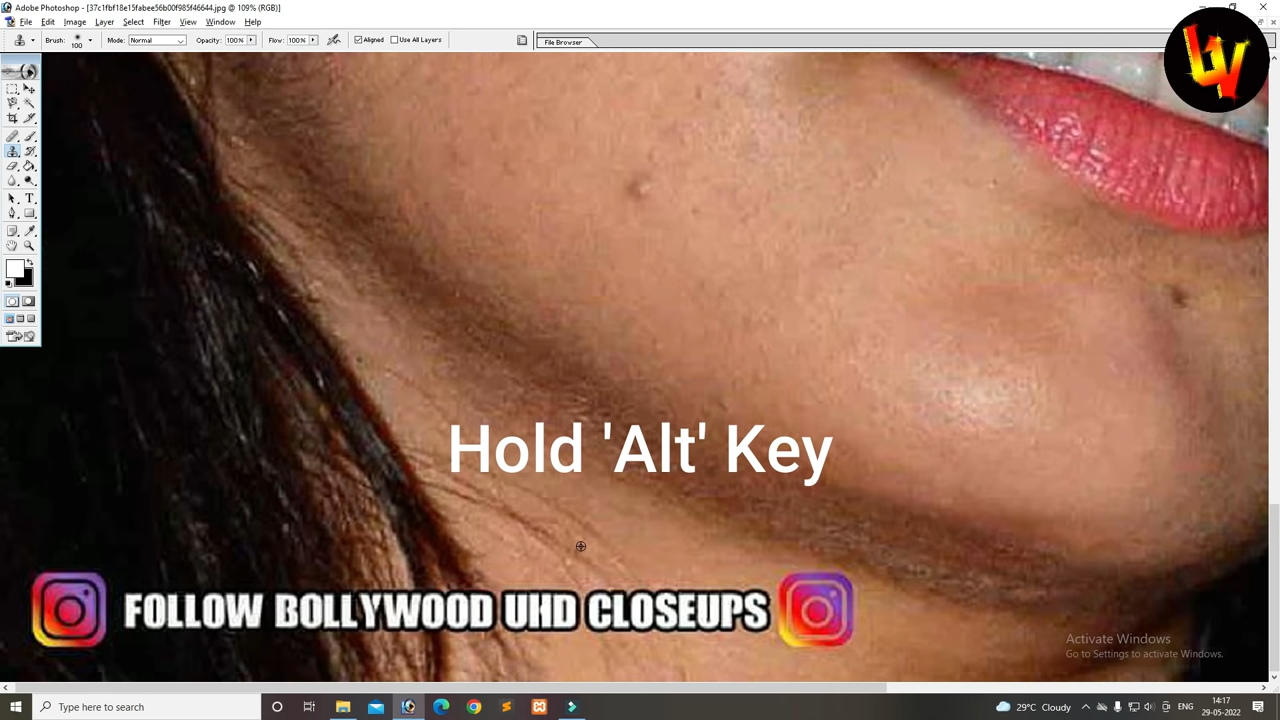 Adobe Photoshop - [37c1fbf18e15fabee56b00f985f46644.jpg @ 109% (RGB)]
File Edit Image Layer Select Filter View Window Help
Brush: 100 Mode: Normal Opacity: 100% Flow: 100% Aligned Use All Layers File Browser
Hold 'Alt' Key
FOLLOW BOLLYWOOD UHD CLOSEUPS
Activate Windows
Go to Settings to activate Windows.
Type here to search
29°C Cloudy
14:17
29-05-2022